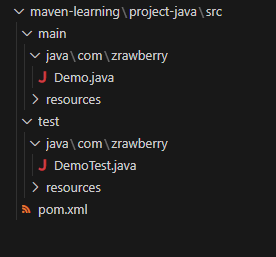 maven-learning\project-java\src
main
java\com\zrawberry
Demo.java
resources
test
java\com\zrawberry
DemoTest.java
resources
pom.xml